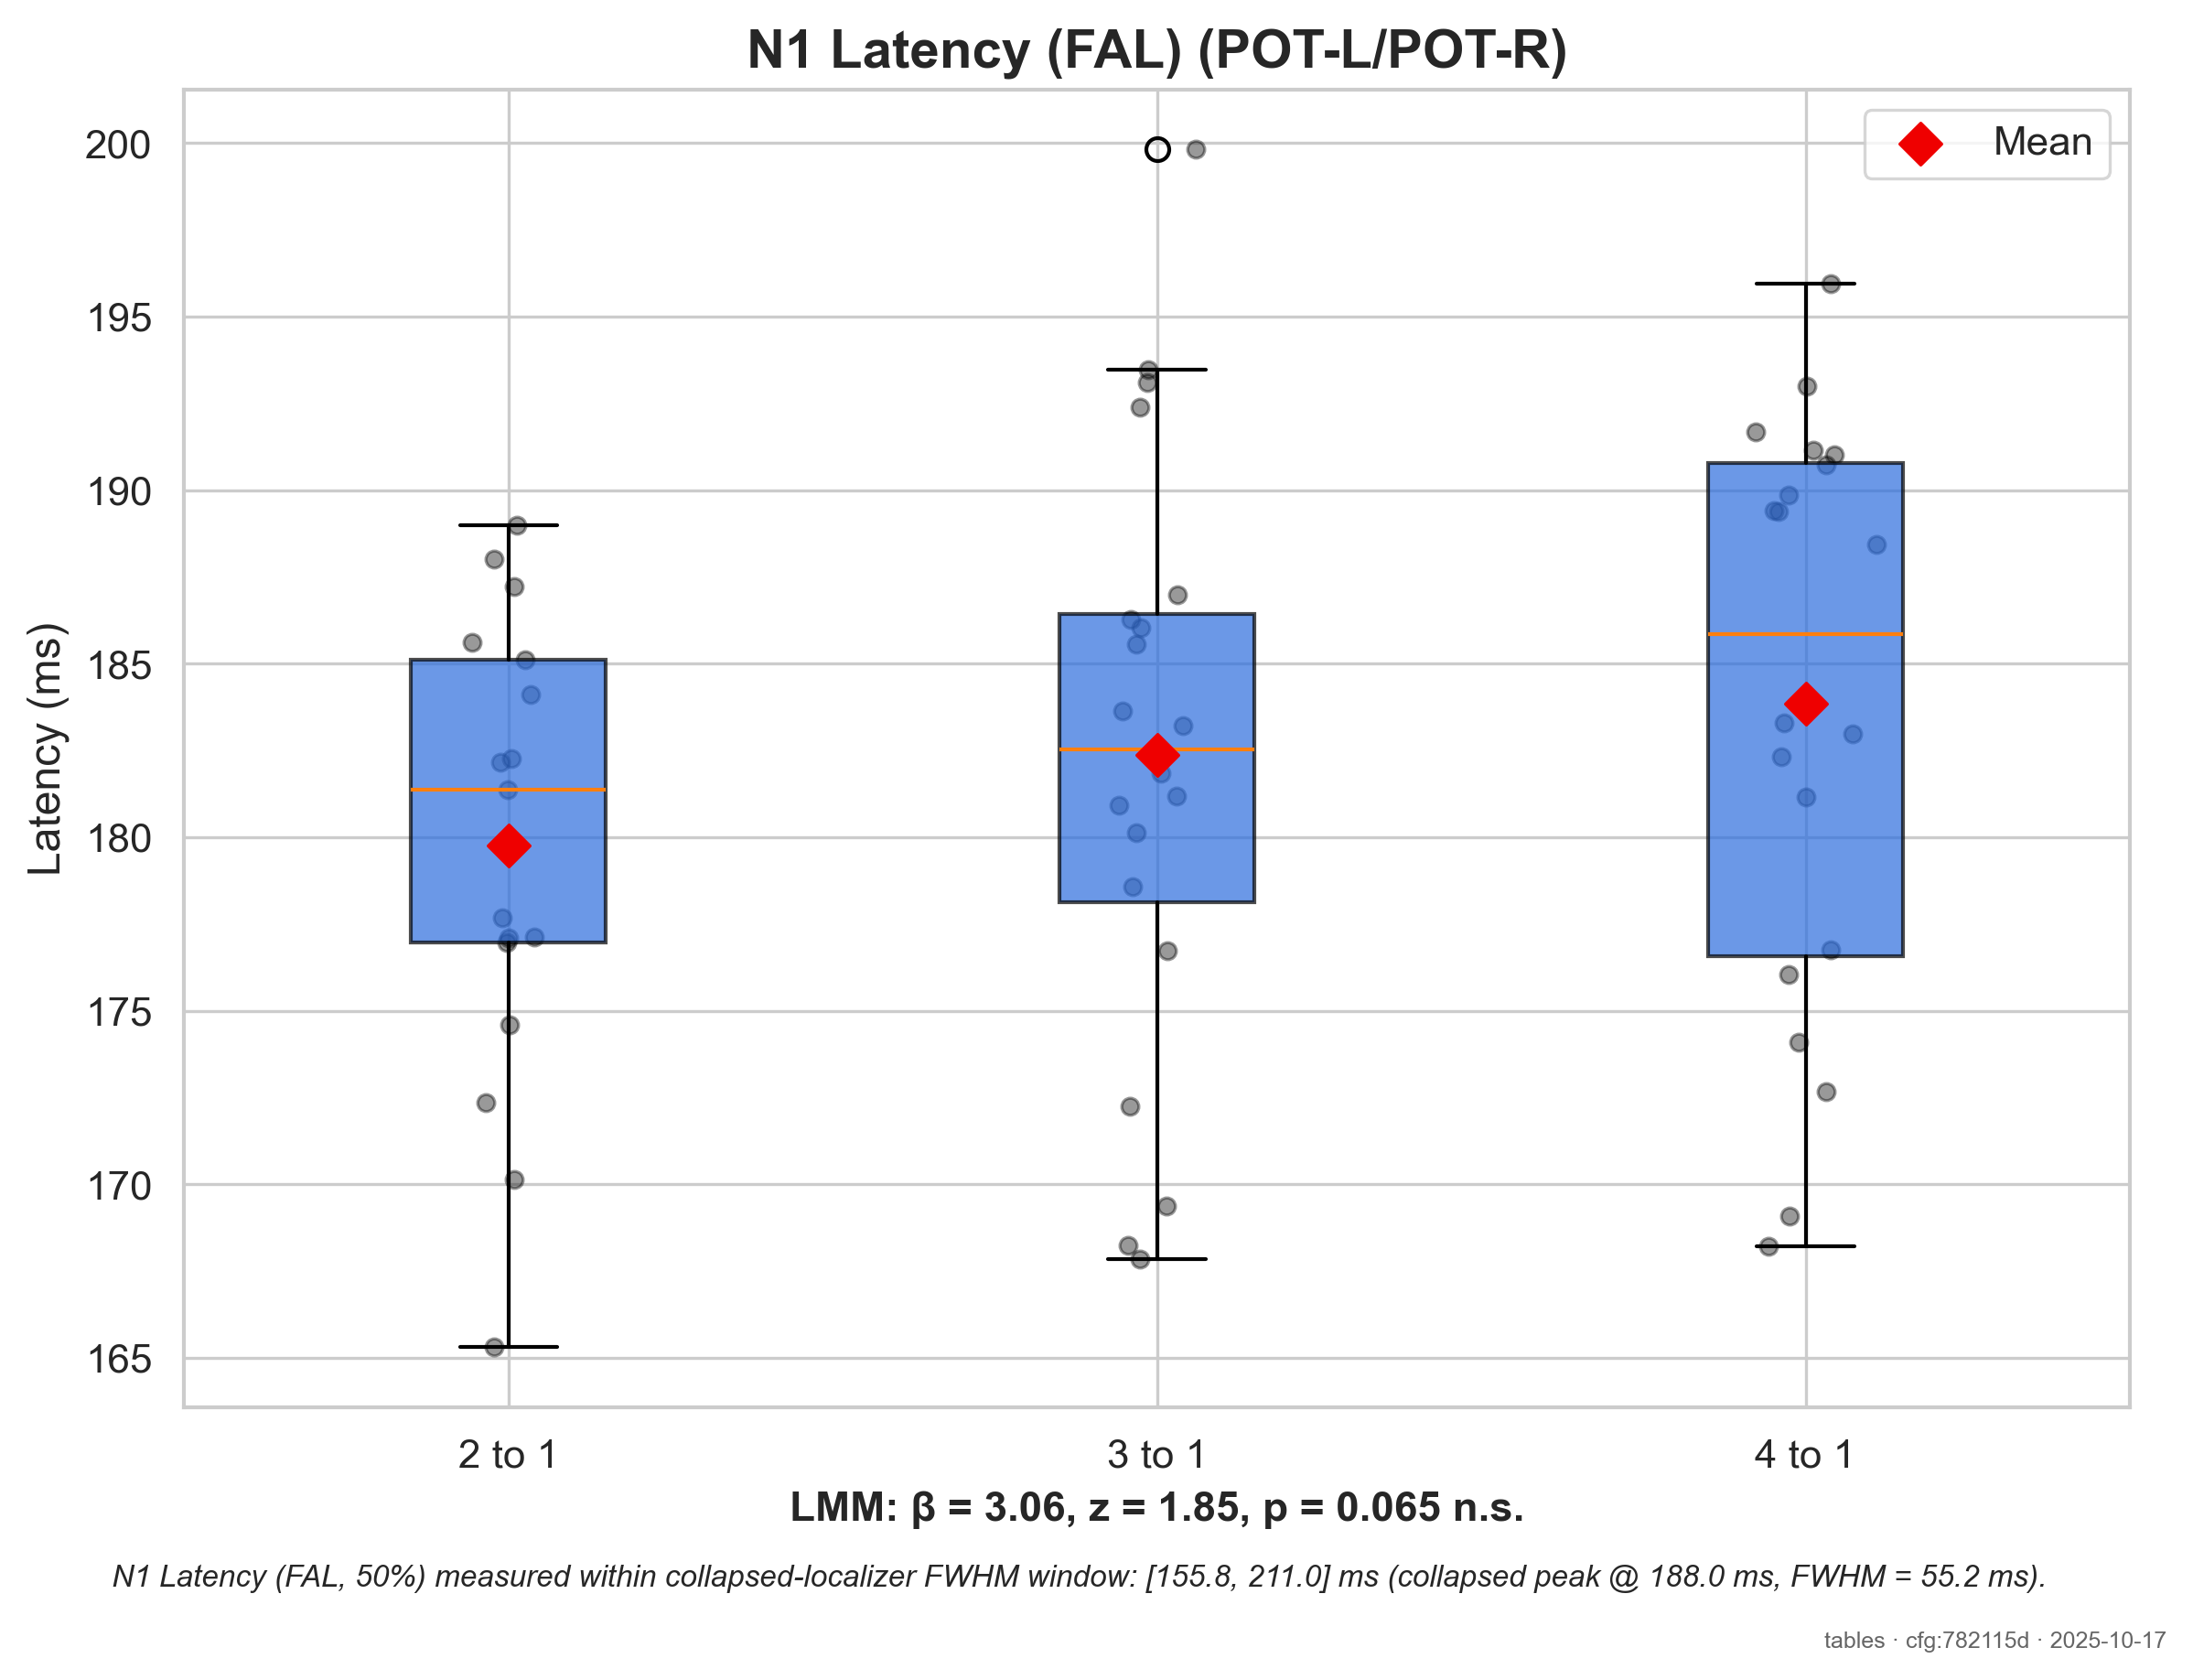 N1 Latency (FAL) (POT-L/POT-R)
Mean
Latency (ms)
200
195
190
185
180
175
170
165
2 to 1
3 to 1
4 to 1
LMM: β = 3.06, z = 1.85, p = 0.065 n.s.
N1 Latency (FAL, 50%) measured within collapsed-localizer FWHM window: [155.8, 211.0] ms (collapsed peak @ 188.0 ms, FWHM = 55.2 ms).
tables · cfg:782115d · 2025-10-17